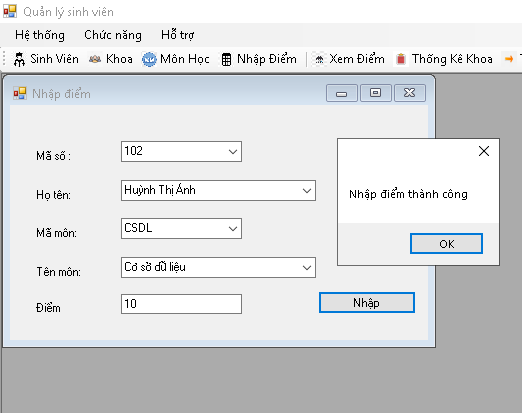 Quản lý sinh viên
Hệ thống Chức năng Hỗ trợ
Sinh Viên Khoa Môn Học Nhập Điểm Xem Điểm Thống Kê Khoa
Nhập điểm
Mã số : 102
Họ tên: Huỳnh Thị Ánh
Mã môn: CSDL
Tên môn: Cơ sở dữ liệu
Điểm 10
Nhập
Nhập điểm thành công
OK